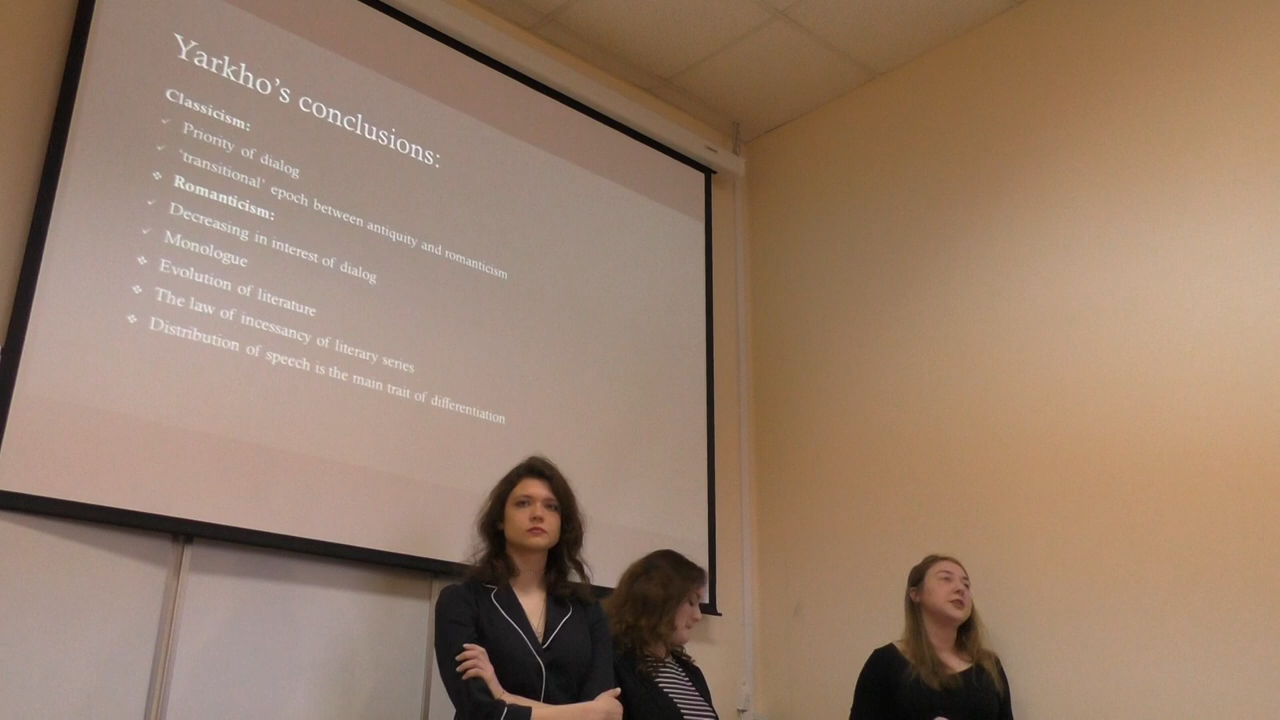 Yarkho's conclusions:
Classicism:
✓ Priority of dialog
✓ 'transitional' epoch between antiquity and romanticism
❖ Romanticism:
✓ Decreasing in interest of dialog
✓ Monologue
❖ Evolution of literature
❖ The law of incessancy of literary series
❖ Distribution of speech is the main trait of differentiation